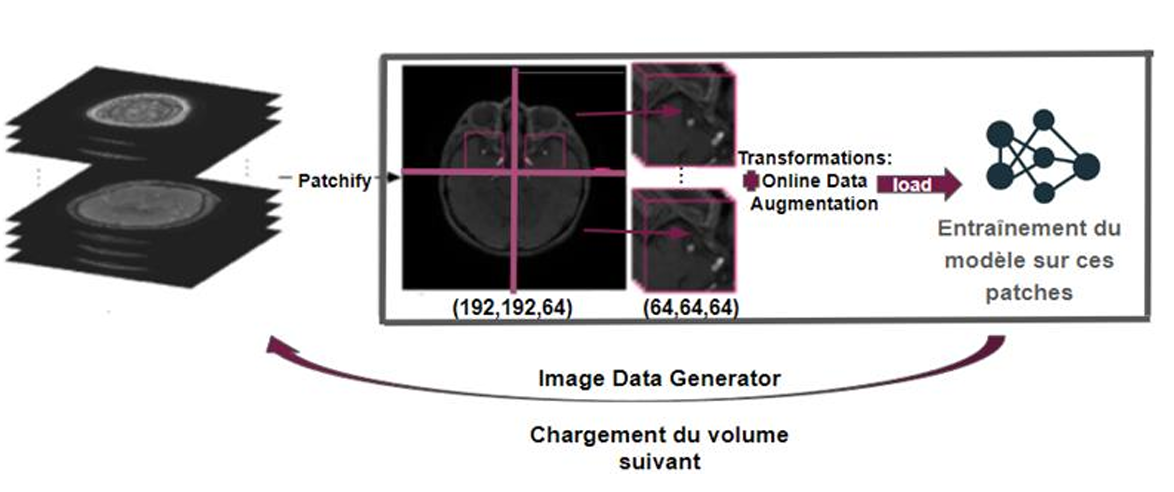 Patchify
(192,192,64)
(64,64,64)
Transformations:
Online Data
Augmentation
load
Entraînement du
modèle sur ces
patches
Image Data Generator
Chargement du volume
suivant